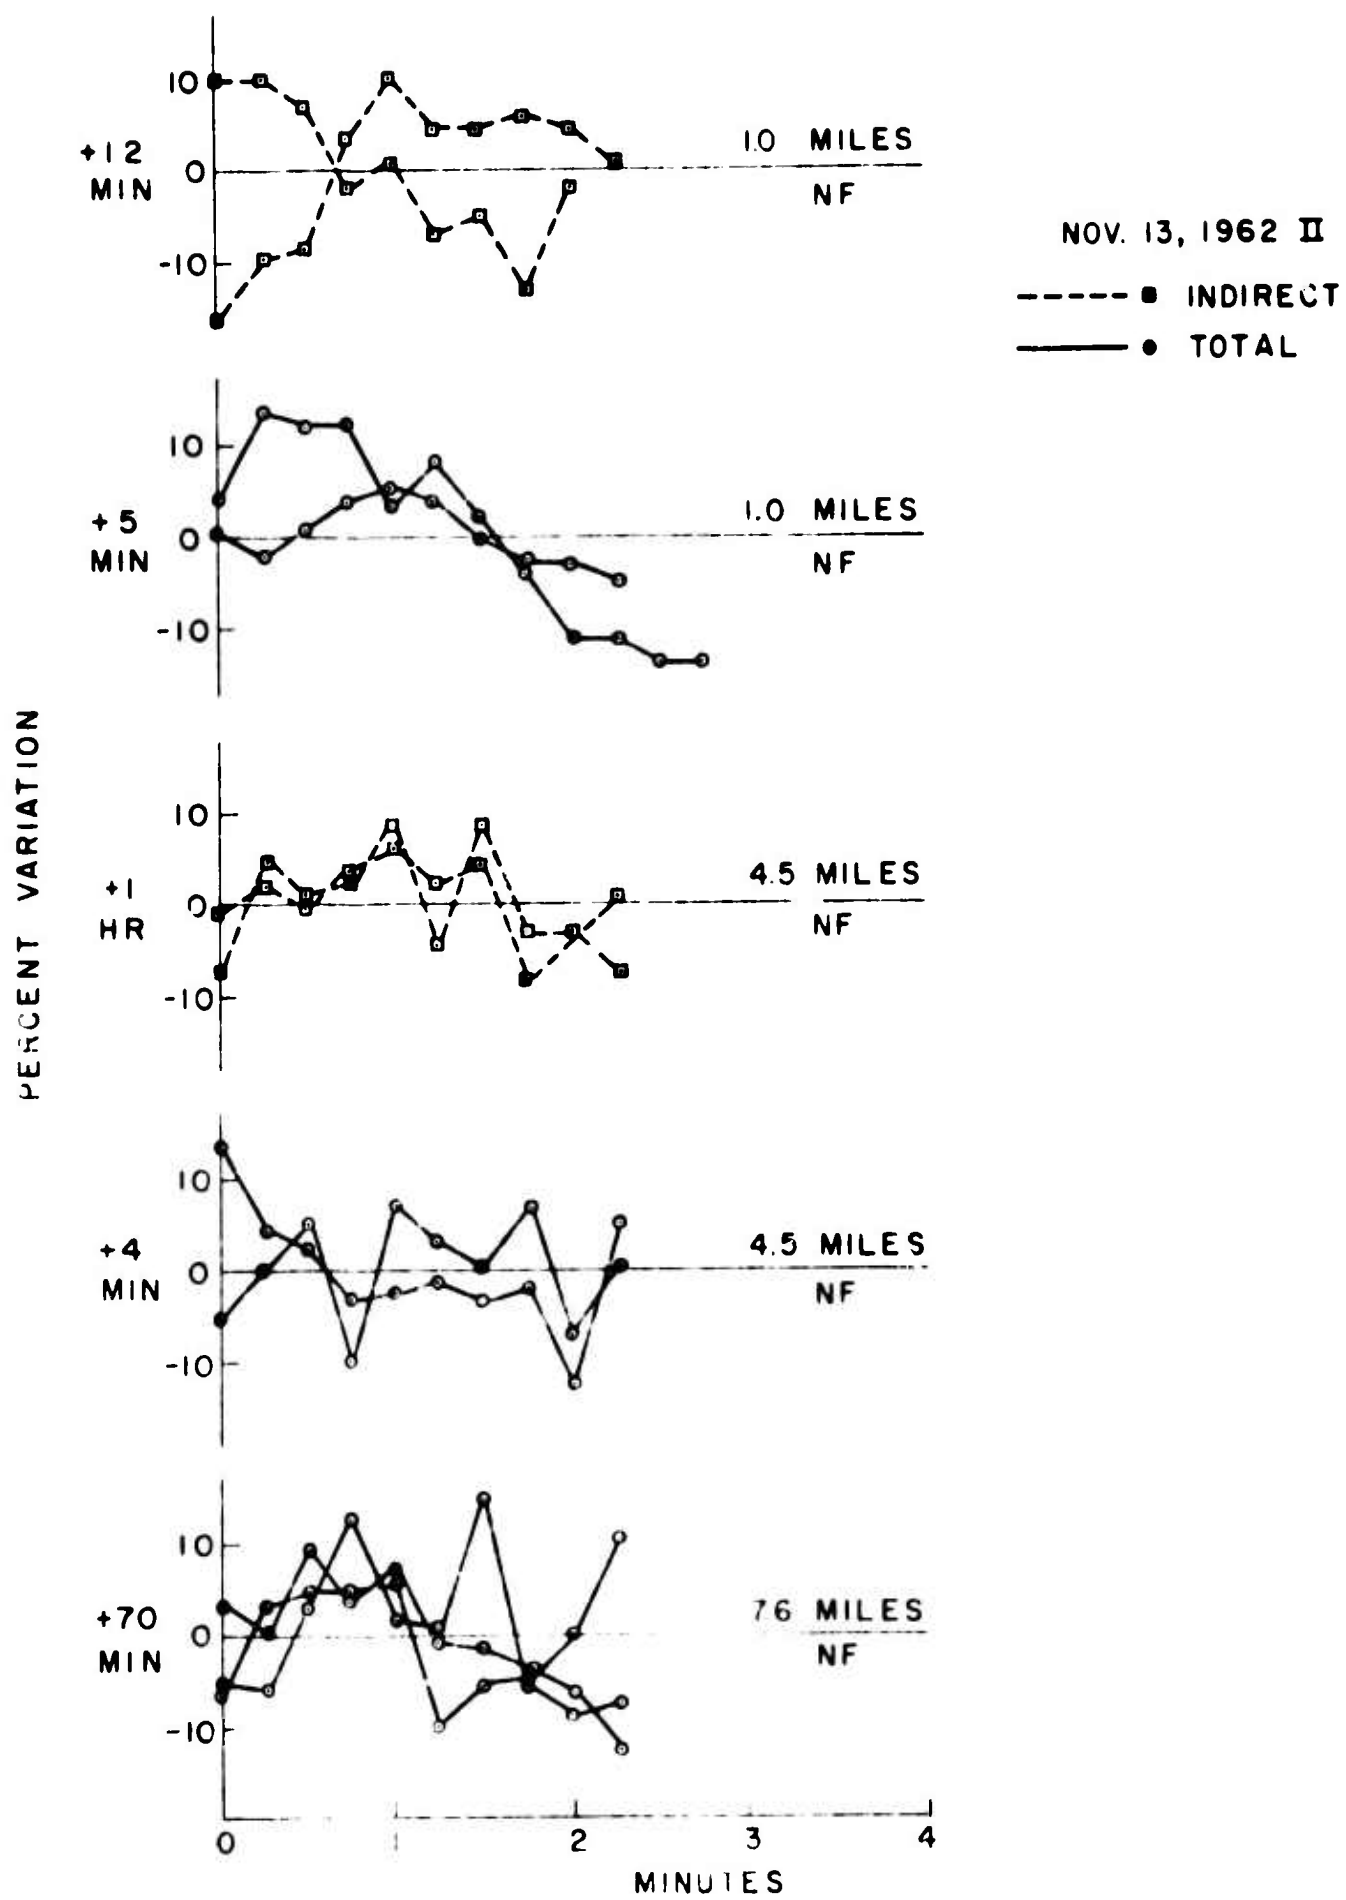 PERCENT VARIATION
10
+12
MIN
0
-10
1.0 MILES
NF
NOV. 13, 1962 II
INDIRECT
TOTAL
10
+5
MIN
0
-10
1.0 MILES
NF
10
+1
HR
0
-10
4.5 MILES
NF
10
+4
MIN
0
-10
4.5 MILES
NF
10
+70
MIN
0
-10
7.6 MILES
NF
0 1 2 3 4
MINUTES